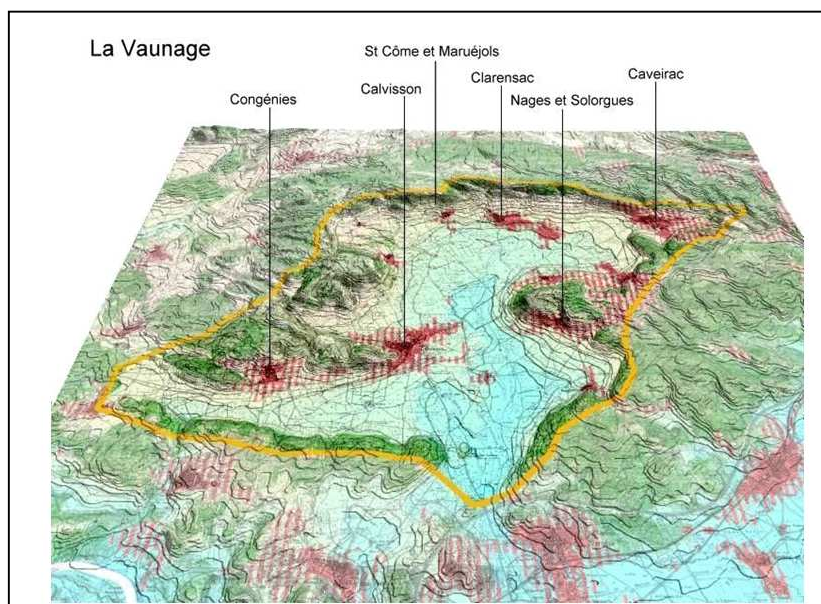 La Vaunage
St Côme et Maruéjols
Clarensac
Caveirac
Calvisson
Congénies
Nages et Solorgues